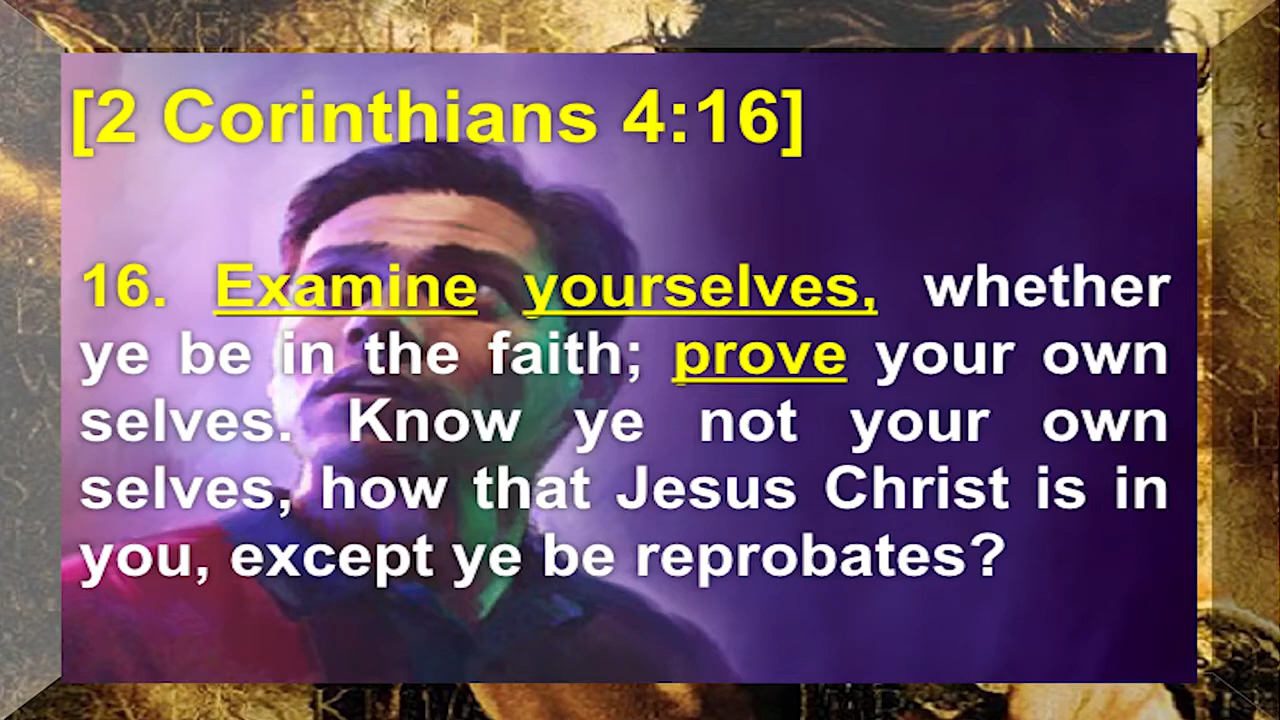 [2 Corinthians 4:16]
16. Examine yourselves, whether
ye be in the faith; prove your own
selves. Know ye not your own
selves, how that Jesus Christ is in
you, except ye be reprobates?